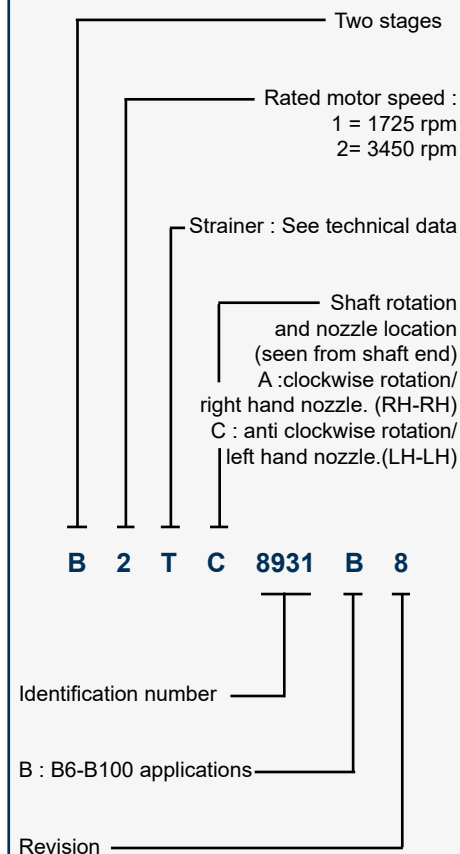 Two stages
Rated motor speed :
1 = 1725 rpm
2= 3450 rpm
Strainer : See technical data
Shaft rotation
and nozzle location
(seen from shaft end)
A :clockwise rotation/
right hand nozzle. (RH-RH)
C : anti clockwise rotation/
left hand nozzle.(LH-LH)
B 2 T C 8931 B 8
Identification number
B : B6-B100 applications
Revision